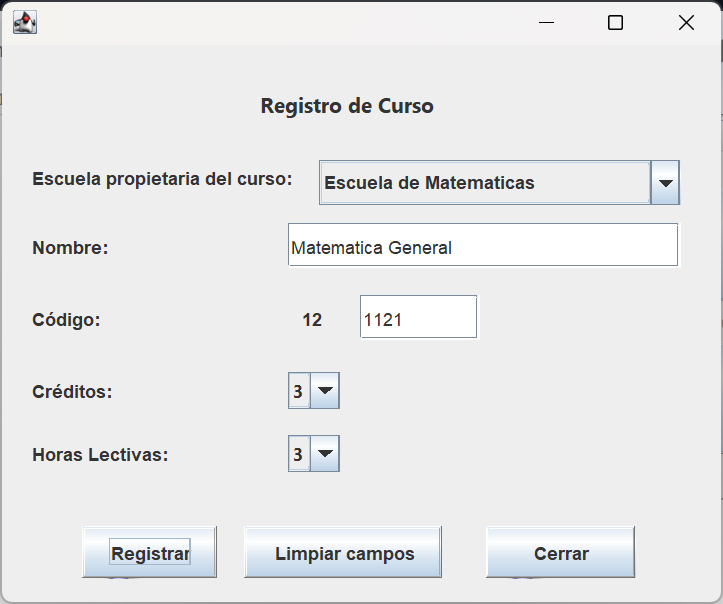 Registro de Curso
Escuela propietaria del curso: Escuela de Matematicas
Nombre: Matematica General
Código: 12 1121
Créditos: 3
Horas Lectivas: 3
Registrar Limpiar campos Cerrar